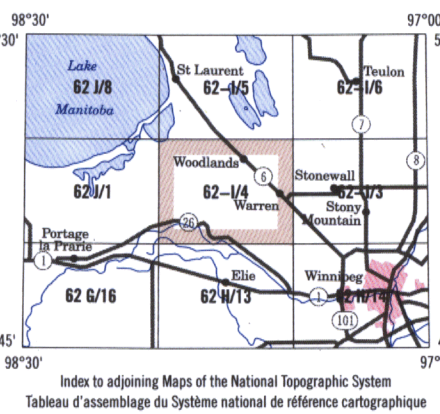 98°30'
97°00'
30'
5
Lake
62 J/8
Manitoba
St Laurent
62–I/5
Teulon
62–I/6
7
8
Woodlands
62 J/1
62–I/4
6
Warren
Stonewall
62–I/3
Stony
Mountain
26
Portage
la Prarie
1
62 G/16
Elie
62 H/13
Winnipeg
1
62 H/14
101
45'
98°30'
97°
Index to adjoining Maps of the National Topographic System
Tableau d'assemblage du Système national de référence cartographique